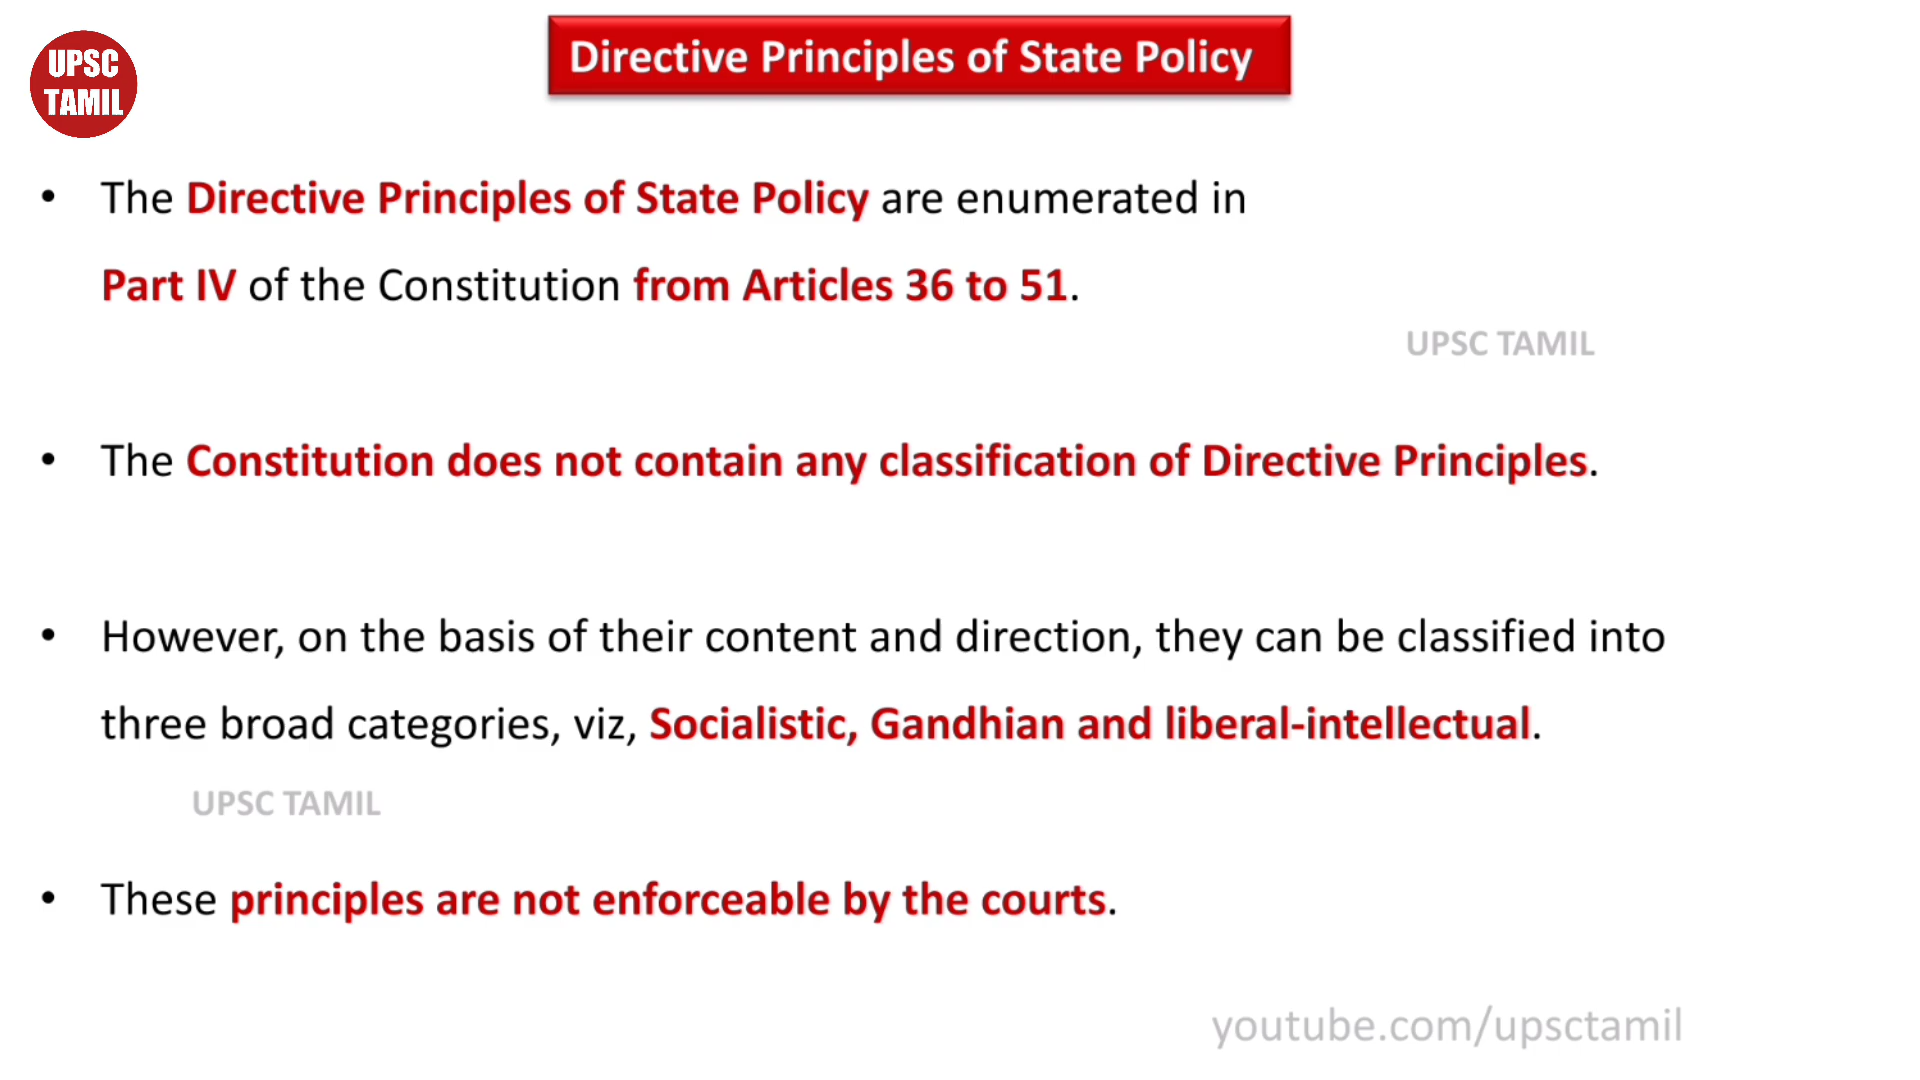 UPSC
TAMIL
Directive Principles of State Policy
• The Directive Principles of State Policy are enumerated in
Part IV of the Constitution from Articles 36 to 51.
UPSC TAMIL
• The Constitution does not contain any classification of Directive Principles.
• However, on the basis of their content and direction, they can be classified into
three broad categories, viz, Socialistic, Gandhian and liberal-intellectual.
UPSC TAMIL
• These principles are not enforceable by the courts.
youtube.com/upsctamil